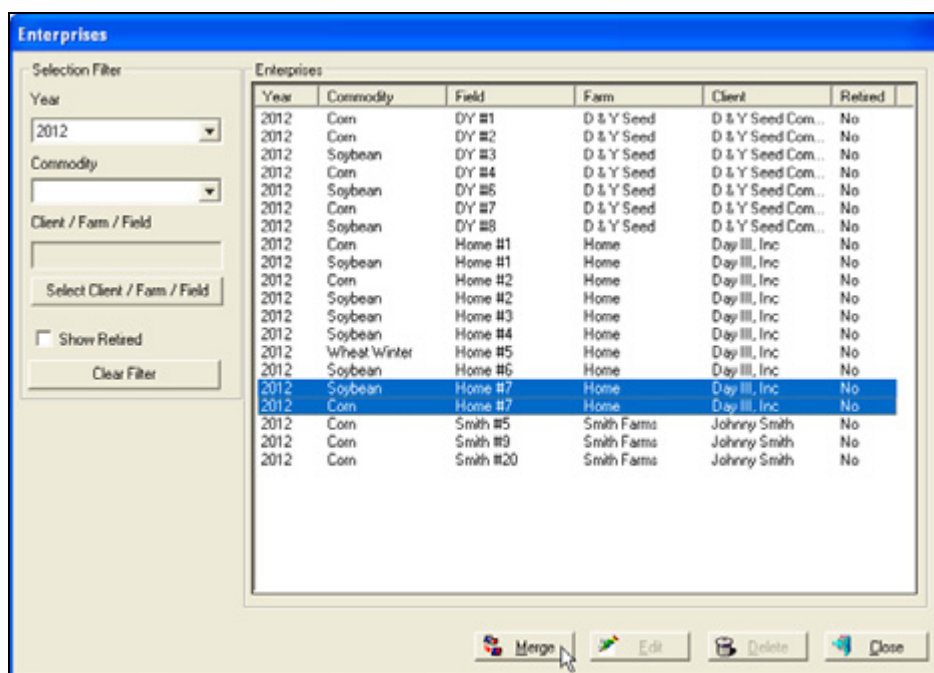 Enterprises
Selection Filter
Year
2012
Commodity
Client / Farm / Field
Select Client / Farm / Field
Show Retired
Clear Filter
Enterprises
Year Commodity Field Farm Client Retired
2012 Corn DY #1 D & Y Seed D & Y Seed Com... No
2012 Corn DY #2 D & Y Seed D & Y Seed Com... No
2012 Soybean DY #3 D & Y Seed D & Y Seed Com... No
2012 Corn DY #4 D & Y Seed D & Y Seed Com... No
2012 Soybean DY #6 D & Y Seed D & Y Seed Com... No
2012 Corn DY #7 D & Y Seed D & Y Seed Com... No
2012 Soybean DY #8 D & Y Seed D & Y Seed Com... No
2012 Corn Home #1 Home Day III, Inc No
2012 Soybean Home #1 Home Day III, Inc No
2012 Corn Home #2 Home Day III, Inc No
2012 Soybean Home #2 Home Day III, Inc No
2012 Soybean Home #3 Home Day III, Inc No
2012 Soybean Home #4 Home Day III, Inc No
2012 Wheat Winter Home #5 Home Day III, Inc No
2012 Soybean Home #6 Home Day III, Inc No
2012 Soybean Home #7 Home Day III, Inc No
2012 Corn Home #7 Home Day III, Inc No
2012 Corn Smith #5 Smith Farms Johnny Smith No
2012 Corn Smith #9 Smith Farms Johnny Smith No
2012 Corn Smith #20 Smith Farms Johnny Smith No
Merge Edit Delete Close